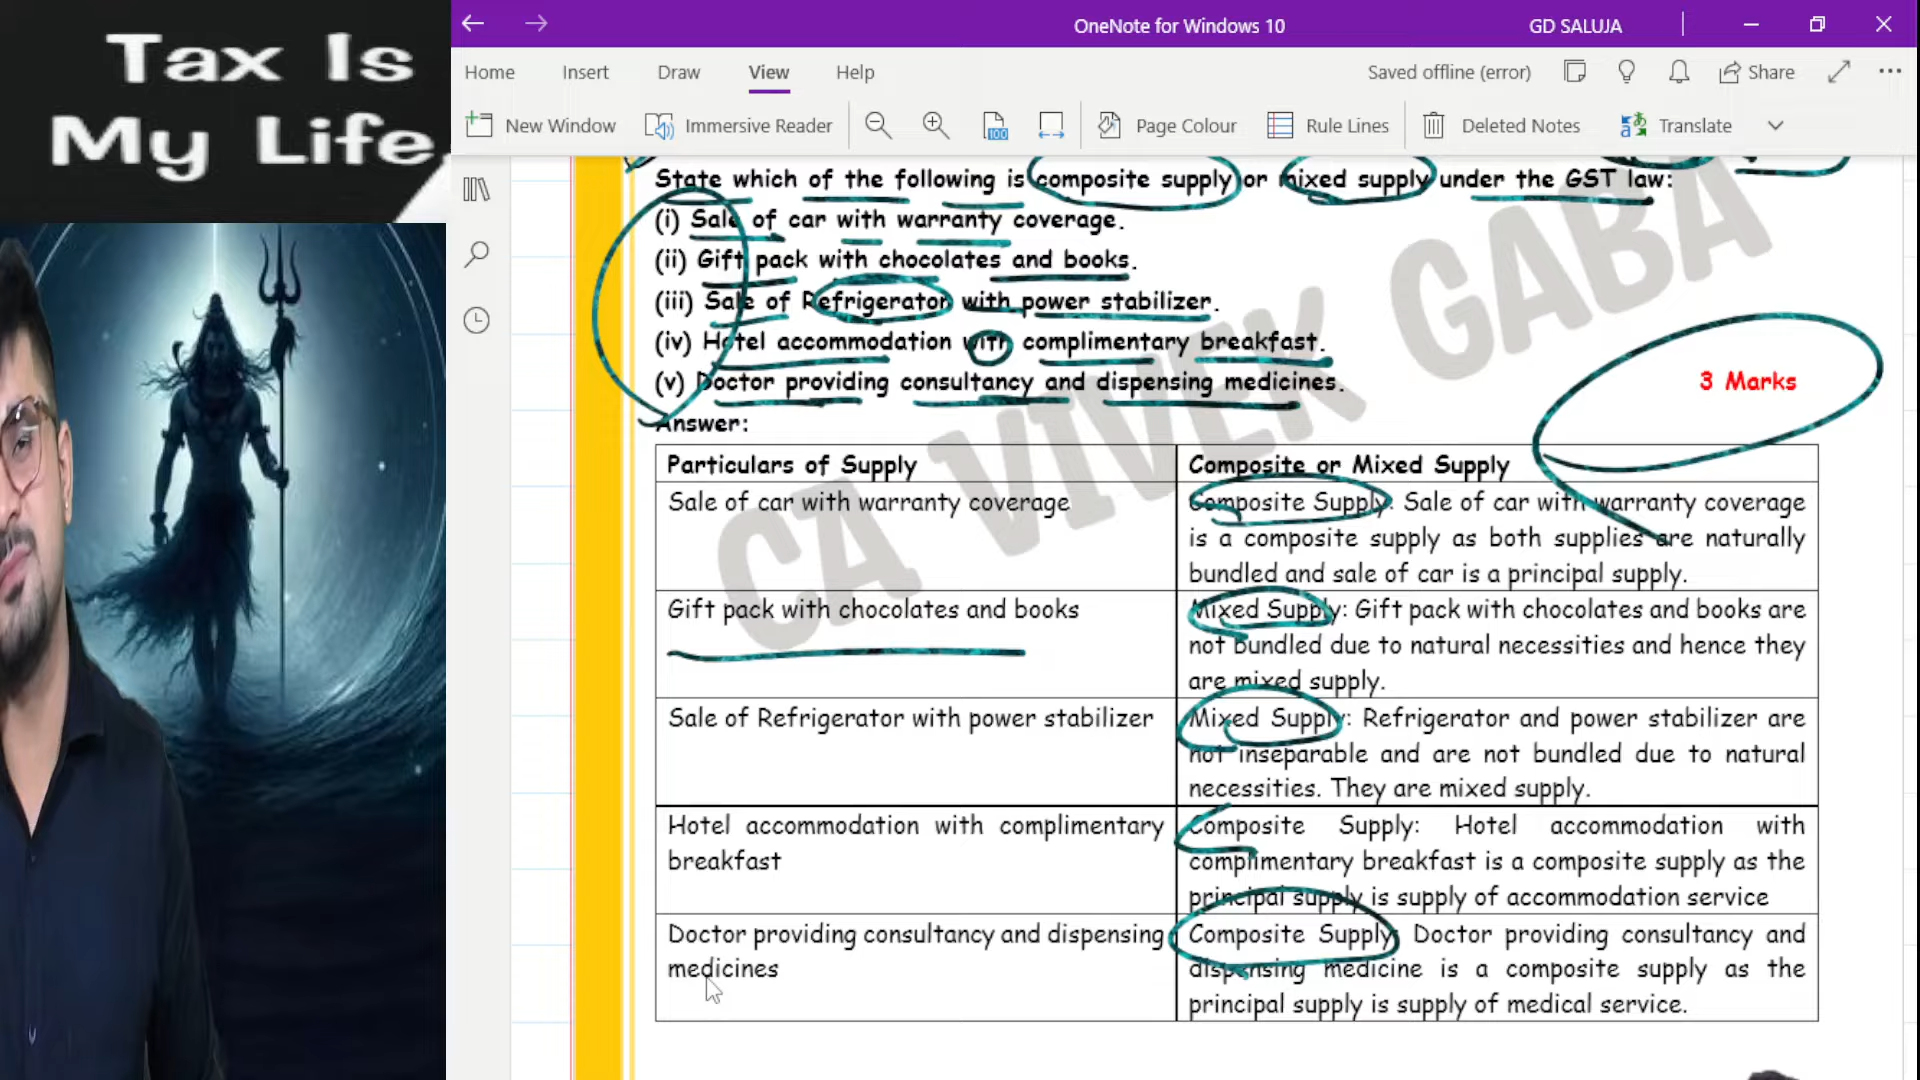 Tax Is
My Life.
OneNote for Windows 10
GD SALUJA
Home Insert Draw View Help
Saved offline (error)
Share
New Window Immersive Reader 100 Page Colour Rule Lines Deleted Notes Translate
State which of the following is composite supply or mixed supply under the GST law:
(i) Sale of car with warranty coverage.
(ii) Gift pack with chocolates and books.
(iii) Sale of Refrigerator with power stabilizer.
(iv) Hotel accommodation with complimentary breakfast.
(v) Doctor providing consultancy and dispensing medicines.
3 Marks
Answer:
Particulars of Supply
Composite or Mixed Supply
Sale of car with warranty coverage
Composite Supply: Sale of car with warranty coverage
is a composite supply as both supplies are naturally
bundled and sale of car is a principal supply.
Gift pack with chocolates and books
Mixed Supply: Gift pack with chocolates and books are
not bundled due to natural necessities and hence they
are mixed supply.
Sale of Refrigerator with power stabilizer
Mixed Supply: Refrigerator and power stabilizer are
not inseparable and are not bundled due to natural
necessities. They are mixed supply.
Hotel accommodation with complimentary
breakfast
Composite Supply: Hotel accommodation with
complimentary breakfast is a composite supply as the
principal supply is supply of accommodation service
Doctor providing consultancy and dispensing
medicines
Composite Supply: Doctor providing consultancy and
dispensing medicine is a composite supply as the
principal supply is supply of medical service.
CA VIVEK GABA